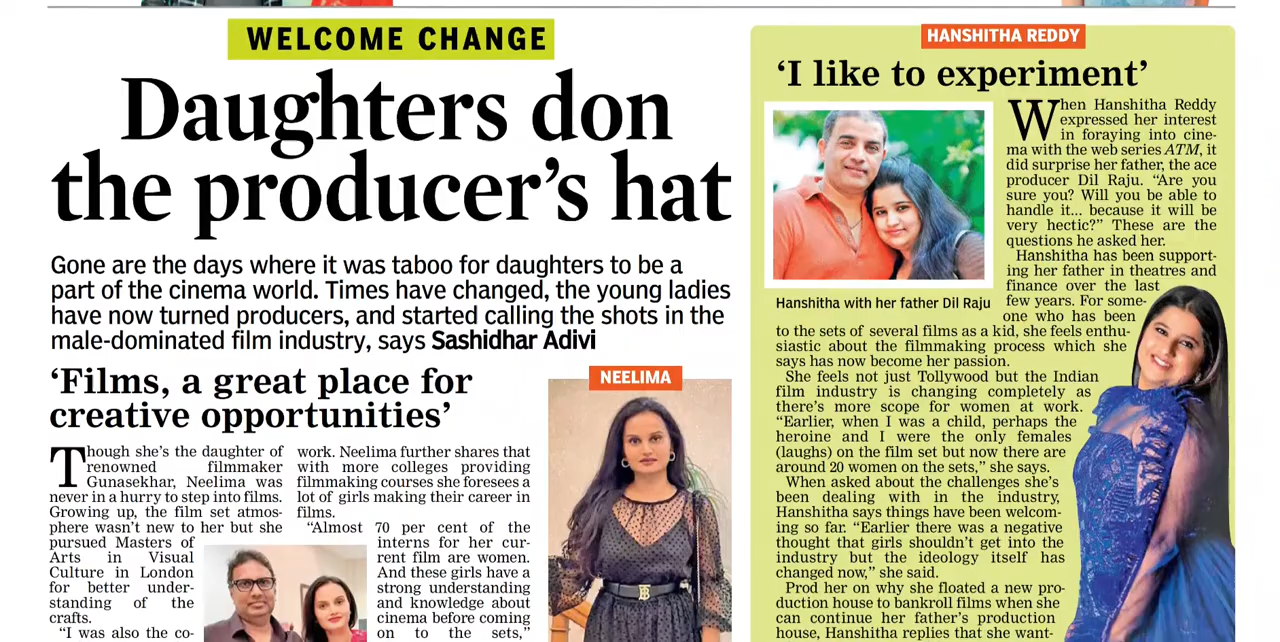 WELCOME CHANGE
Daughters don
the producer’s hat
Gone are the days where it was taboo for daughters to be a
part of the cinema world. Times have changed, the young ladies
have now turned producers, and started calling the shots in the
male-dominated film industry, says Sashidhar Adivi
‘Films, a great place for
creative opportunities’
Though she’s the daughter of
renowned filmmaker
Gunasekhar, Neelima was
never in a hurry to step into films.
Growing up, the film set atmos-
phere wasn’t new to her but she
pursued Masters of
Arts in Visual
Culture in London
for better under-
standing of the
crafts.
“I was also the co-
work. Neelima further shares that
with more colleges providing
filmmaking courses she foresees a
lot of girls making their career in
films.
“Almost 70 per cent of the
interns for her cur-
rent film are women.
And these girls have a
strong understanding
and knowledge about
cinema before coming
on to the sets,”
NEELIMA
HANSHITHA REDDY
‘I like to experiment’
Hanshitha with her father Dil Raju
When Hanshitha Reddy
expressed her interest
in foraying into cine-
ma with the web series ATM, it
did surprise her father, the ace
producer Dil Raju. “Are you
sure you? Will you be able to
handle it... because it will be
very hectic?” These are the
questions he asked her.
Hanshitha has been support-
ing her father in theatres and
finance over the last
few years. For some-
one who has been
to the sets of several films as a kid, she feels enthu-
siastic about the filmmaking process which she
says has now become her passion.
She feels not just Tollywood but the Indian
film industry is changing completely as
there’s more scope for women at work.
“Earlier, when I was a child, perhaps the
heroine and I were the only females
(laughs) on the film set but now there are
around 20 women on the sets,” she says.
When asked about the challenges she’s
been dealing with in the industry,
Hanshitha says things have been welcom-
ing so far. “Earlier there was a negative
thought that girls shouldn’t get into the
industry but the ideology itself has
changed now,” she said.
Prod her on why she floated a new pro-
duction house to bankroll films when she
can continue her father’s production
house, Hanshitha replies that she want-